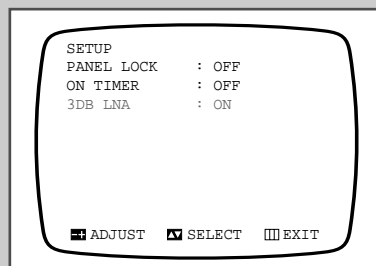 SETUP
PANEL LOCK : OFF
ON TIMER : OFF
3DB LNA : ON
ADJUST SELECT EXIT